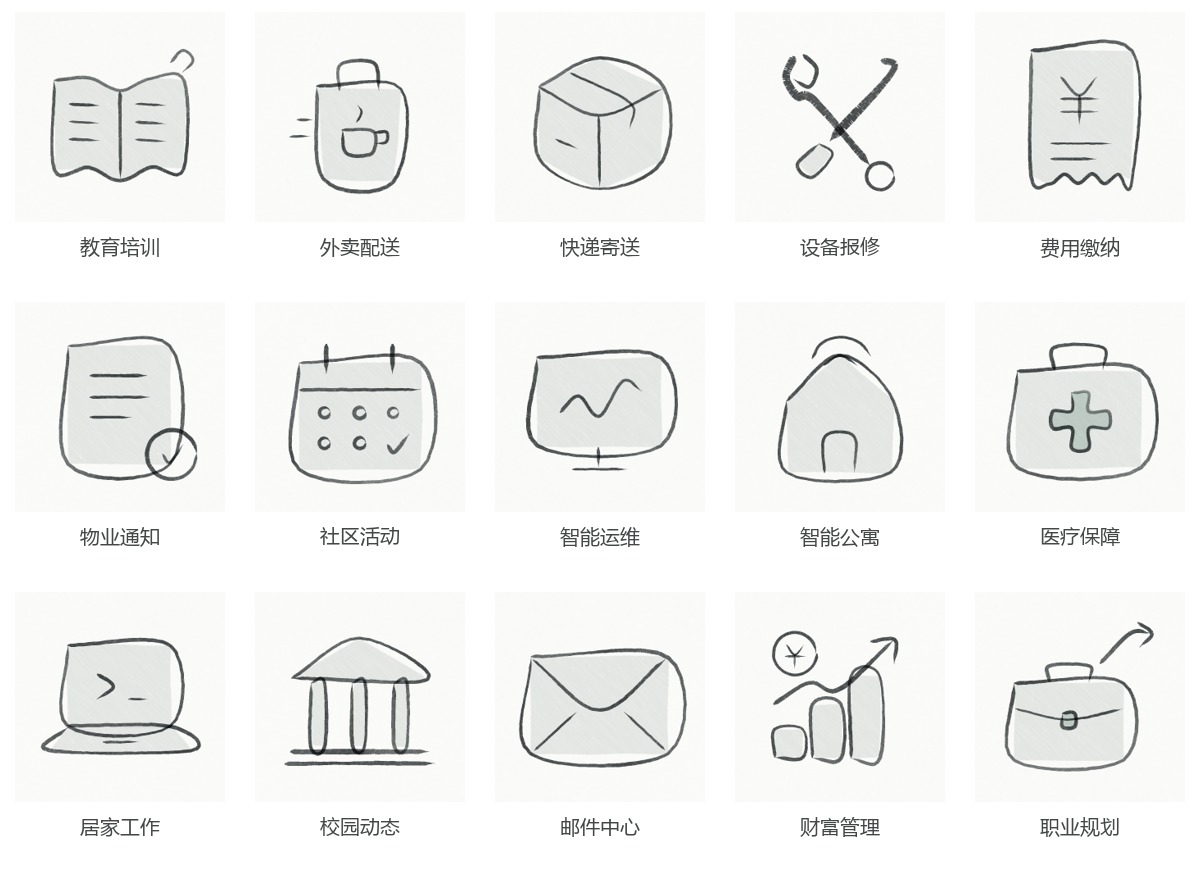 教育培训
外卖配送
快递寄送
设备报修
¥
费用缴纳
物业通知
社区活动
智能运维
智能公寓
医疗保障
>_
居家工作
校园动态
邮件中心
¥
财富管理
职业规划